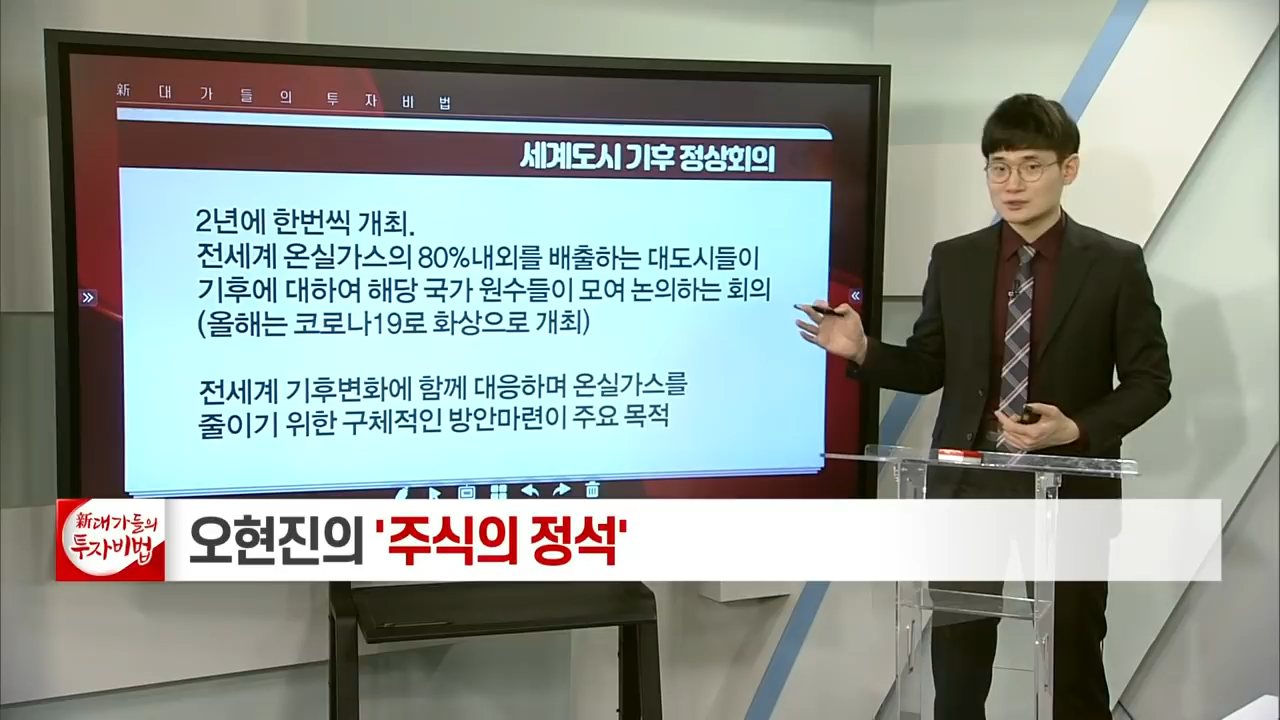 新 대 가 들 의 투 자 비 법
세계도시 기후 정상회의
2년에 한번씩 개최.
전세계 온실가스의 80%내외를 배출하는 대도시들이
기후에 대하여 해당 국가 원수들이 모여 논의하는 회의
(올해는 코로나19로 화상으로 개최)
전세계 기후변화에 함께 대응하며 온실가스를
줄이기 위한 구체적인 방안마련이 주요 목적
新대가들의
투자비법
오현진의 '주식의 정석'